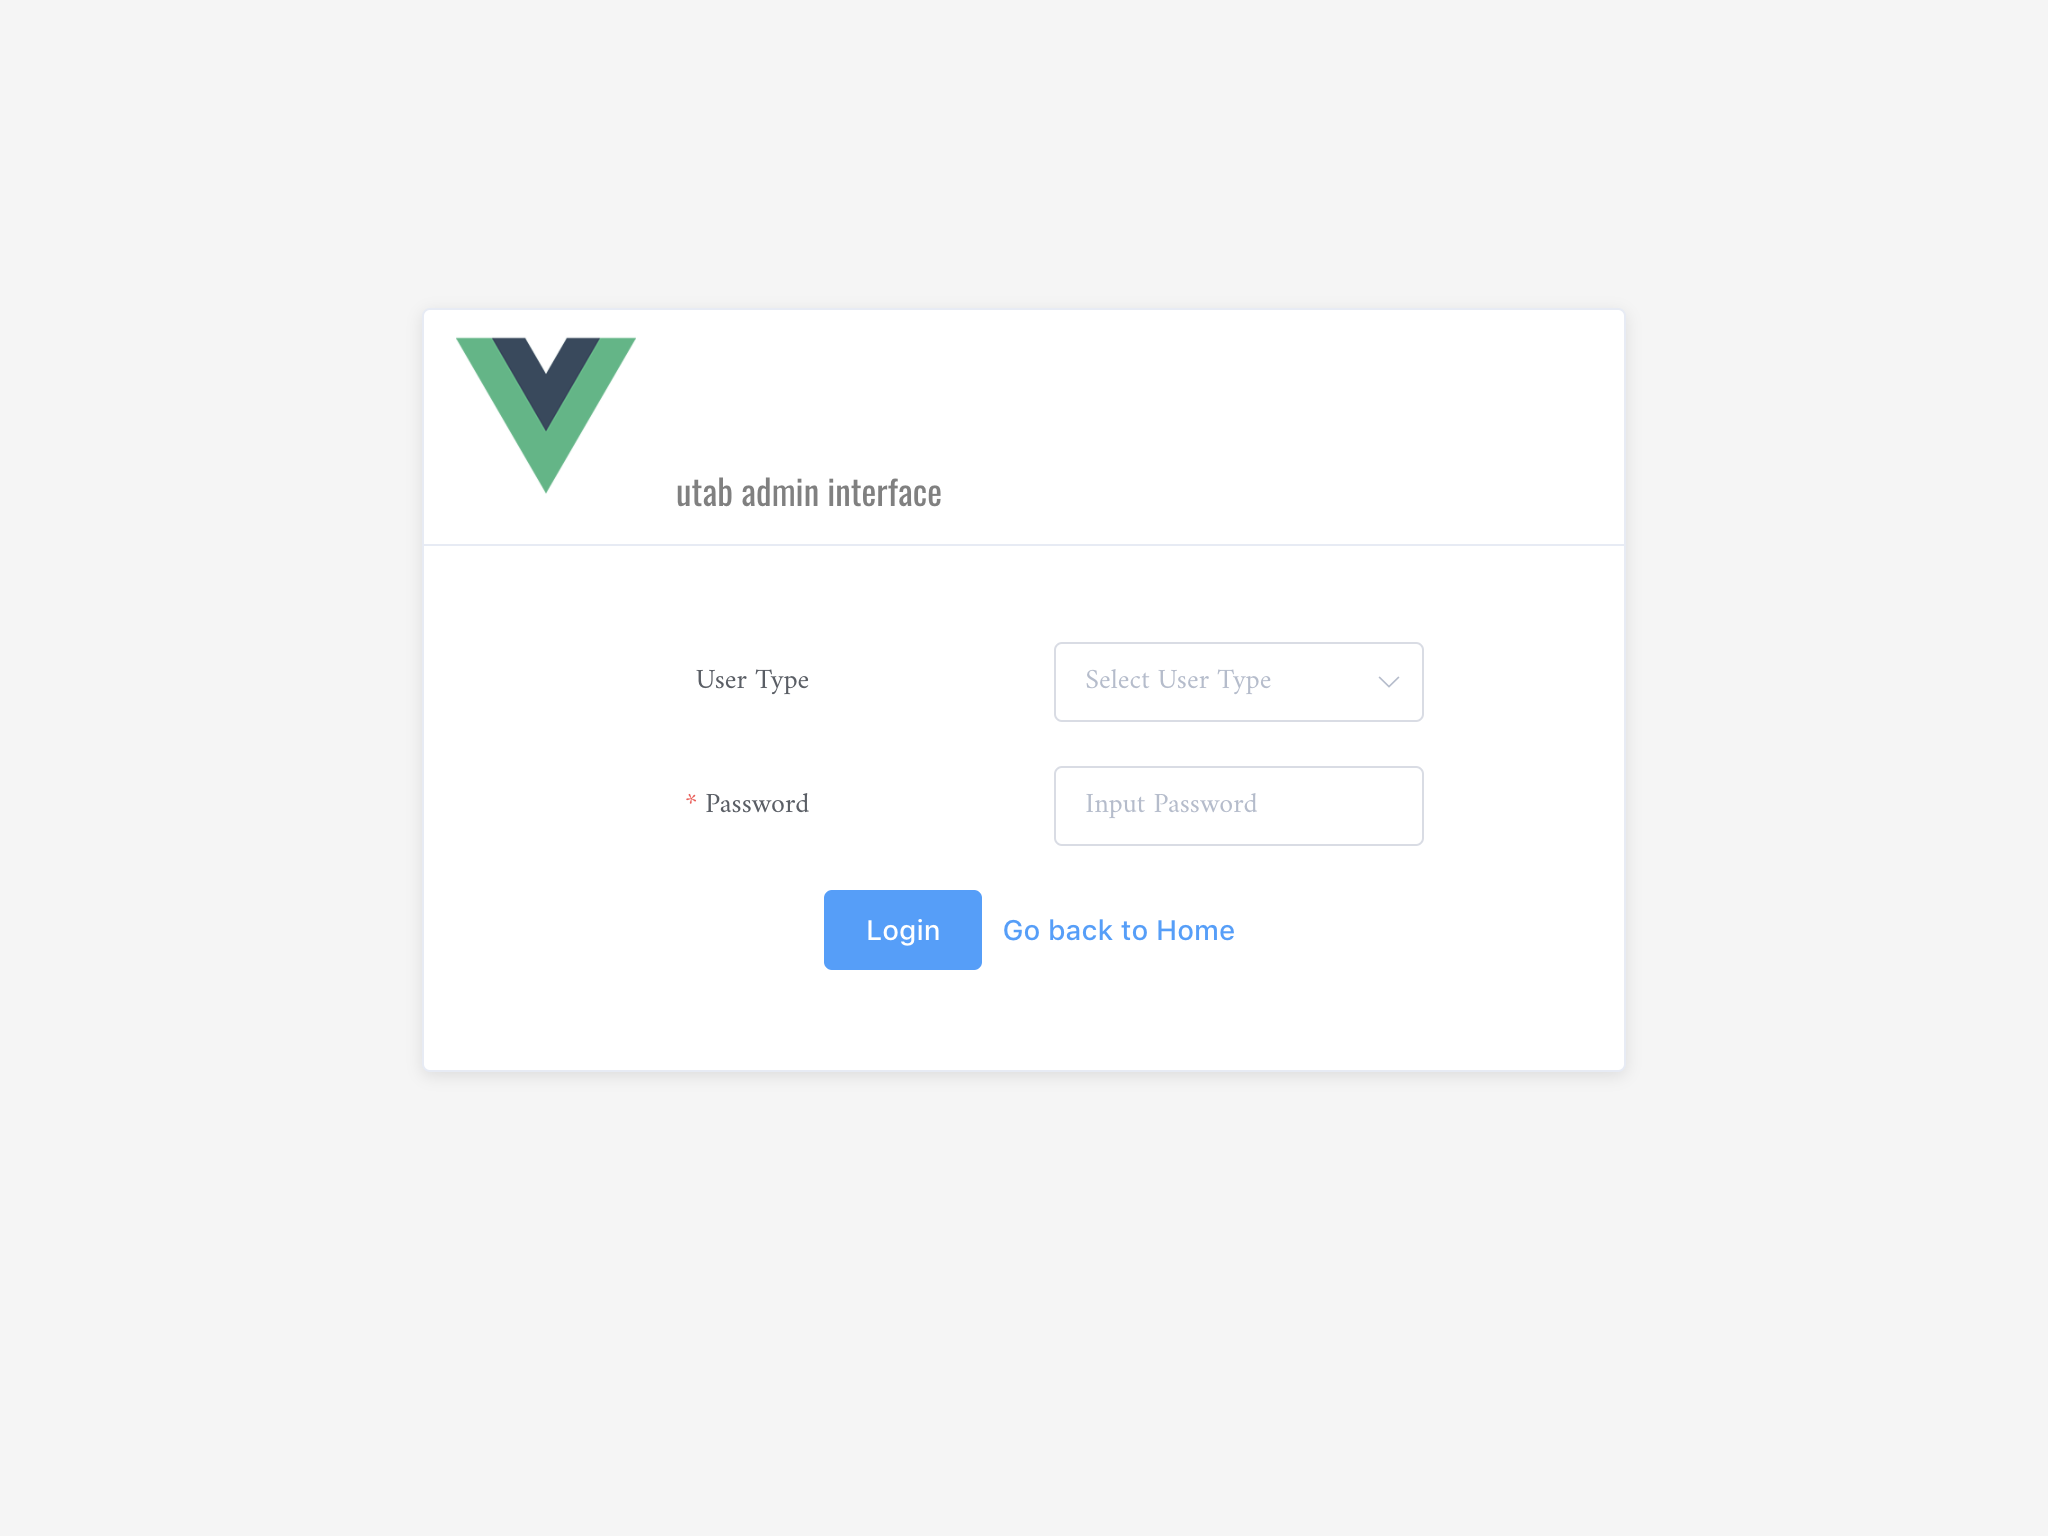 utab admin interface
User Type
Select User Type
* Password
Input Password
Login
Go back to Home